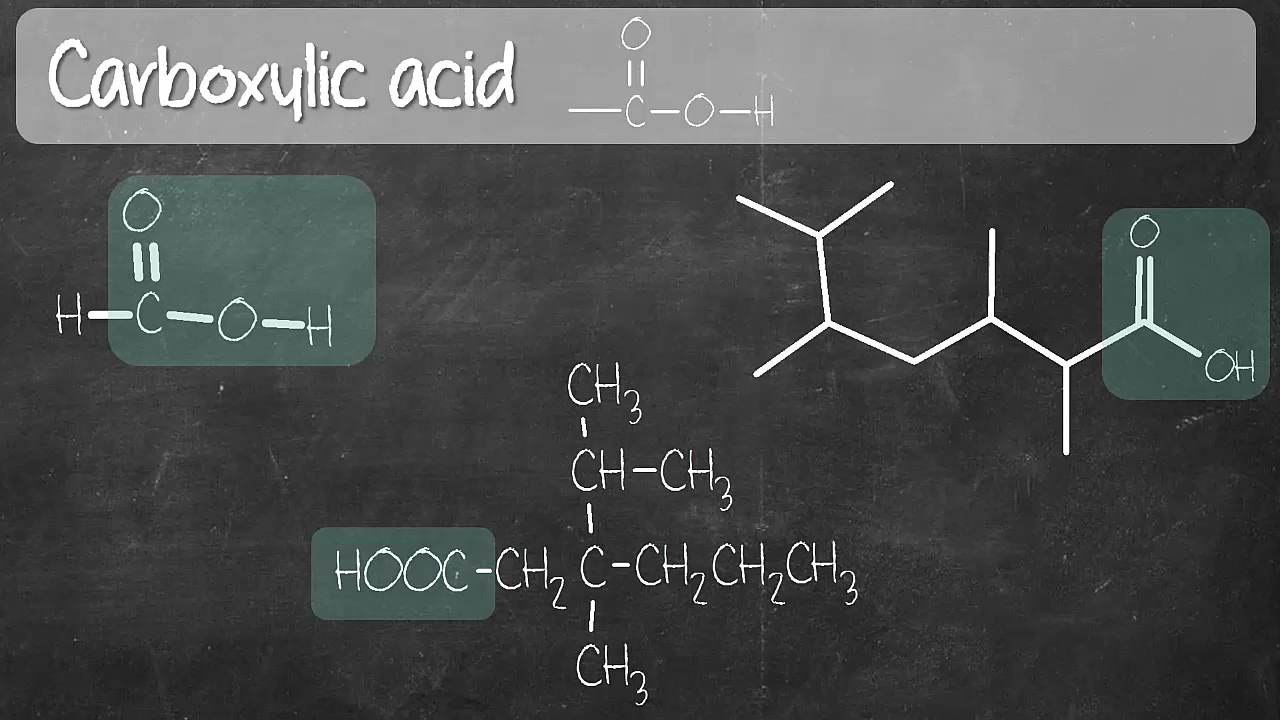 Carboxylic acid
O
—C—O—H
O
H—C—O—H
O
OH
CH3
CH—CH3
HOOC-CH2 C-CH2CH2CH3
CH3